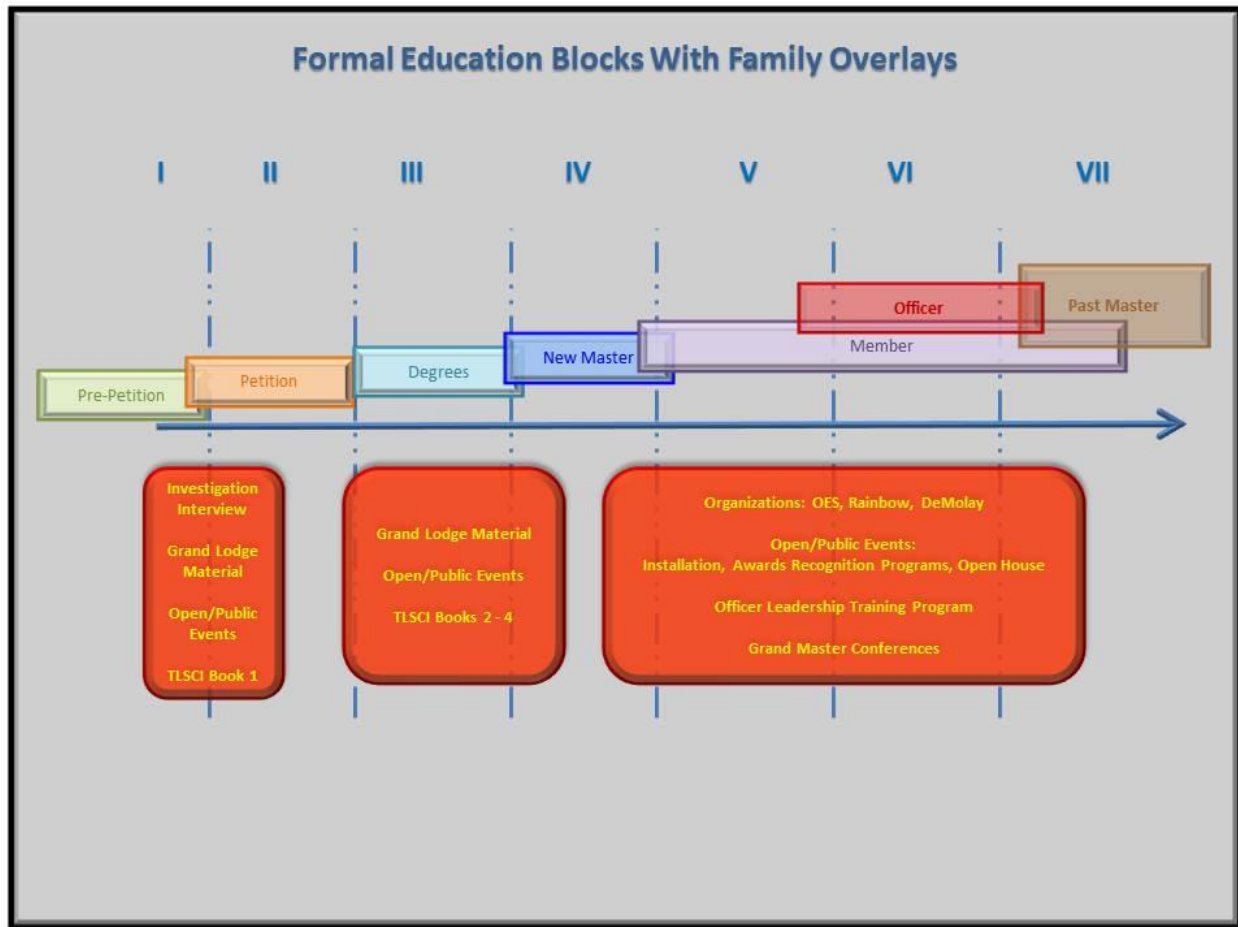 Formal Education Blocks With Family Overlays
I II III IV V VI VII
Pre-Petition
Petition
Degrees
New Master
Member
Officer
Past Master
Investigation
Interview
Grand Lodge
Material
Open/Public
Events
TLSCI Book 1
Grand Lodge Material
Open/Public Events
TLSCI Books 2 - 4
Organizations: OES, Rainbow, DeMolay
Open/Public Events:
Installation, Awards Recognition Programs, Open House
Officer Leadership Training Program
Grand Master Conferences